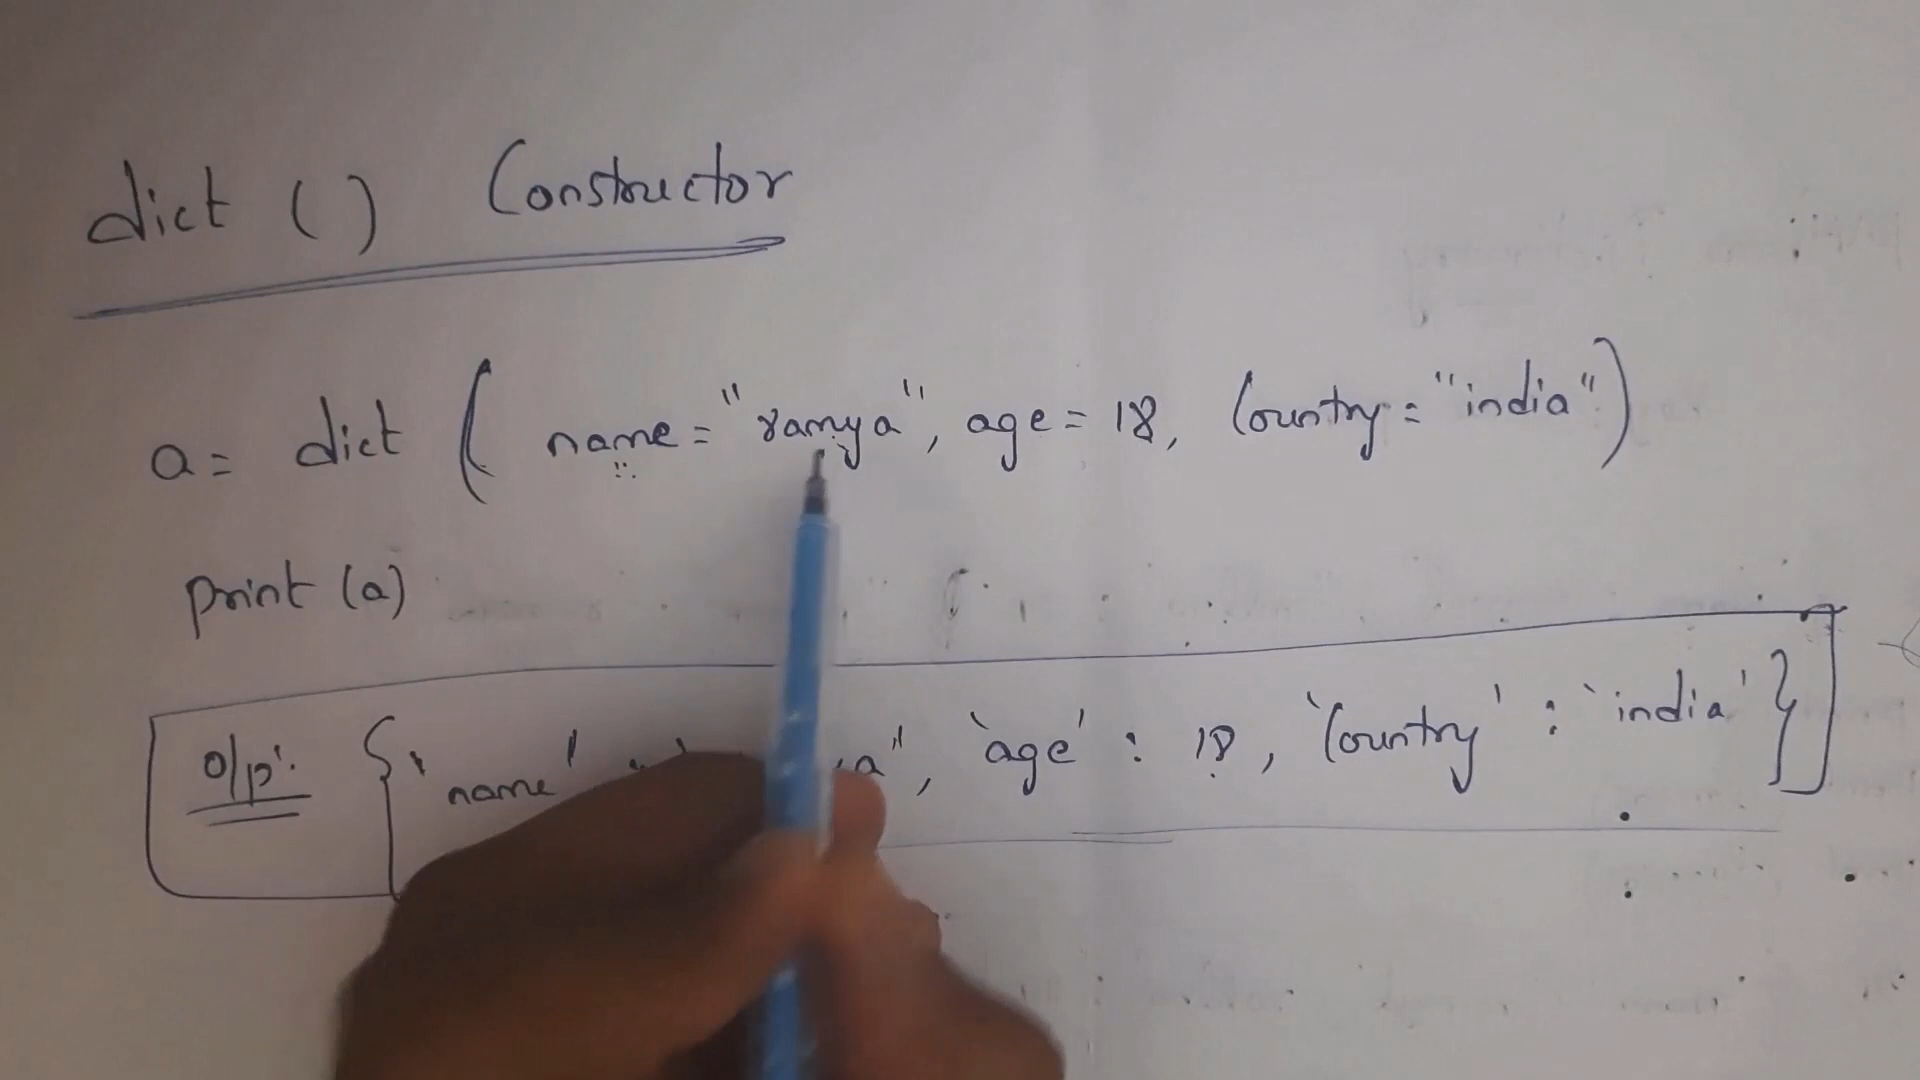 dict () Constructor
a = dict ( name = "ramya", age = 18, Country = "india")
print (a)
o/p: {'name' 'age' : 18, 'Country' : 'india'}